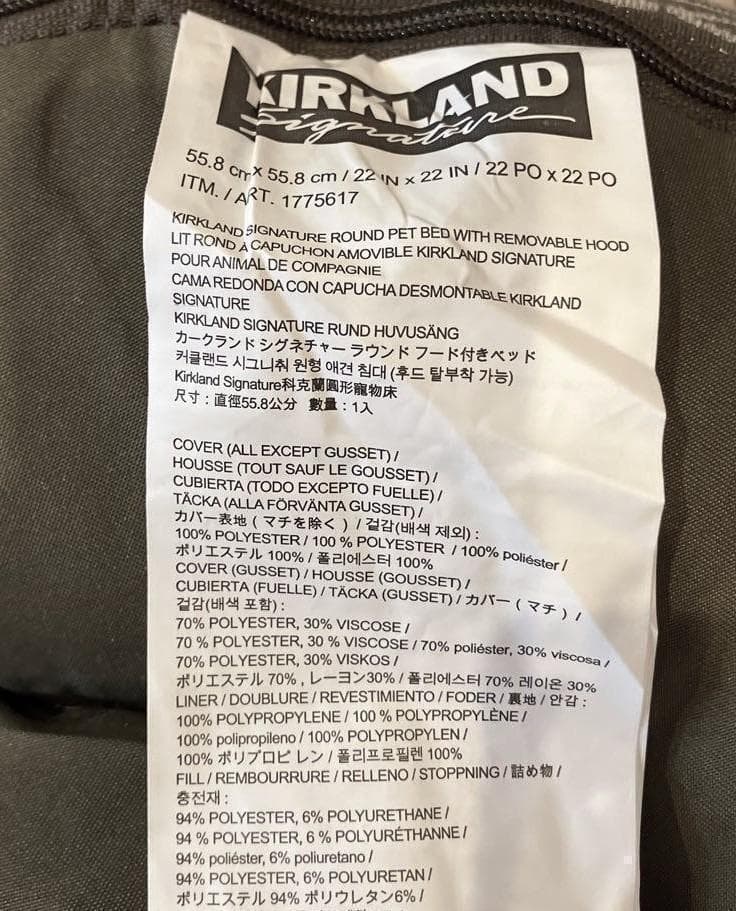 KIRKLAND
Signature
55.8 cm x 55.8 cm / 22 IN x 22 IN / 22 PO x 22 PO
ITM. / ART. 1775617
KIRKLAND SIGNATURE ROUND PET BED WITH REMOVABLE HOOD
LIT ROND À CAPUCHON AMOVIBLE KIRKLAND SIGNATURE
POUR ANIMAL DE COMPAGNIE
CAMA REDONDA CON CAPUCHA DESMONTABLE KIRKLAND
SIGNATURE
KIRKLAND SIGNATURE RUND HUVUSÄNG
カークランド シグネチャー ラウンド フード付きベッド
커클랜드 시그니춰 원형 애견 침대 (후드 탈부착 가능)
Kirkland Signature科克蘭圓形寵物床
尺寸：直徑55.8公分 數量：1入
COVER (ALL EXCEPT GUSSET) /
HOUSSE (TOUT SAUF LE GOUSSET) /
CUBIERTA (TODO EXCEPTO FUELLE) /
TÄCKA (ALLA FÖRVÄNTA GUSSET) /
カバー表地 ( マチを除く ) / 겉감(배색 제외) :
100% POLYESTER / 100 % POLYESTER / 100% poliéster /
ポリエステル 100% / 폴리에스터 100%
COVER (GUSSET) / HOUSSE (GOUSSET) /
CUBIERTA (FUELLE) / TÄCKA (GUSSET) / カバー ( マチ ) /
겉감(배색 포함) :
70% POLYESTER, 30% VISCOSE /
70 % POLYESTER, 30 % VISCOSE / 70% poliéster, 30% viscosa /
70% POLYESTER, 30% VISKOS /
ポリエステル 70% , レーヨン30% / 폴리에스터 70% 레이온 30%
LINER / DOUBLURE / REVESTIMIENTO / FODER / 裏地 / 안감 :
100% POLYPROPYLENE / 100 % POLYPROPYLÈNE /
100% polipropileno / 100% POLYPROPYLEN /
100% ポリプロピ レン / 폴리프로필렌 100%
FILL / REMBOURRURE / RELLENO / STOPPNING / 詰め物 /
충전재 :
94% POLYESTER, 6% POLYURETHANE /
94 % POLYESTER, 6 % POLYURÉTHANNE /
94% poliéster, 6% poliuretano /
94% POLYESTER, 6% POLYURETAN /
ポリエステル 94% ポリウレタン6% /